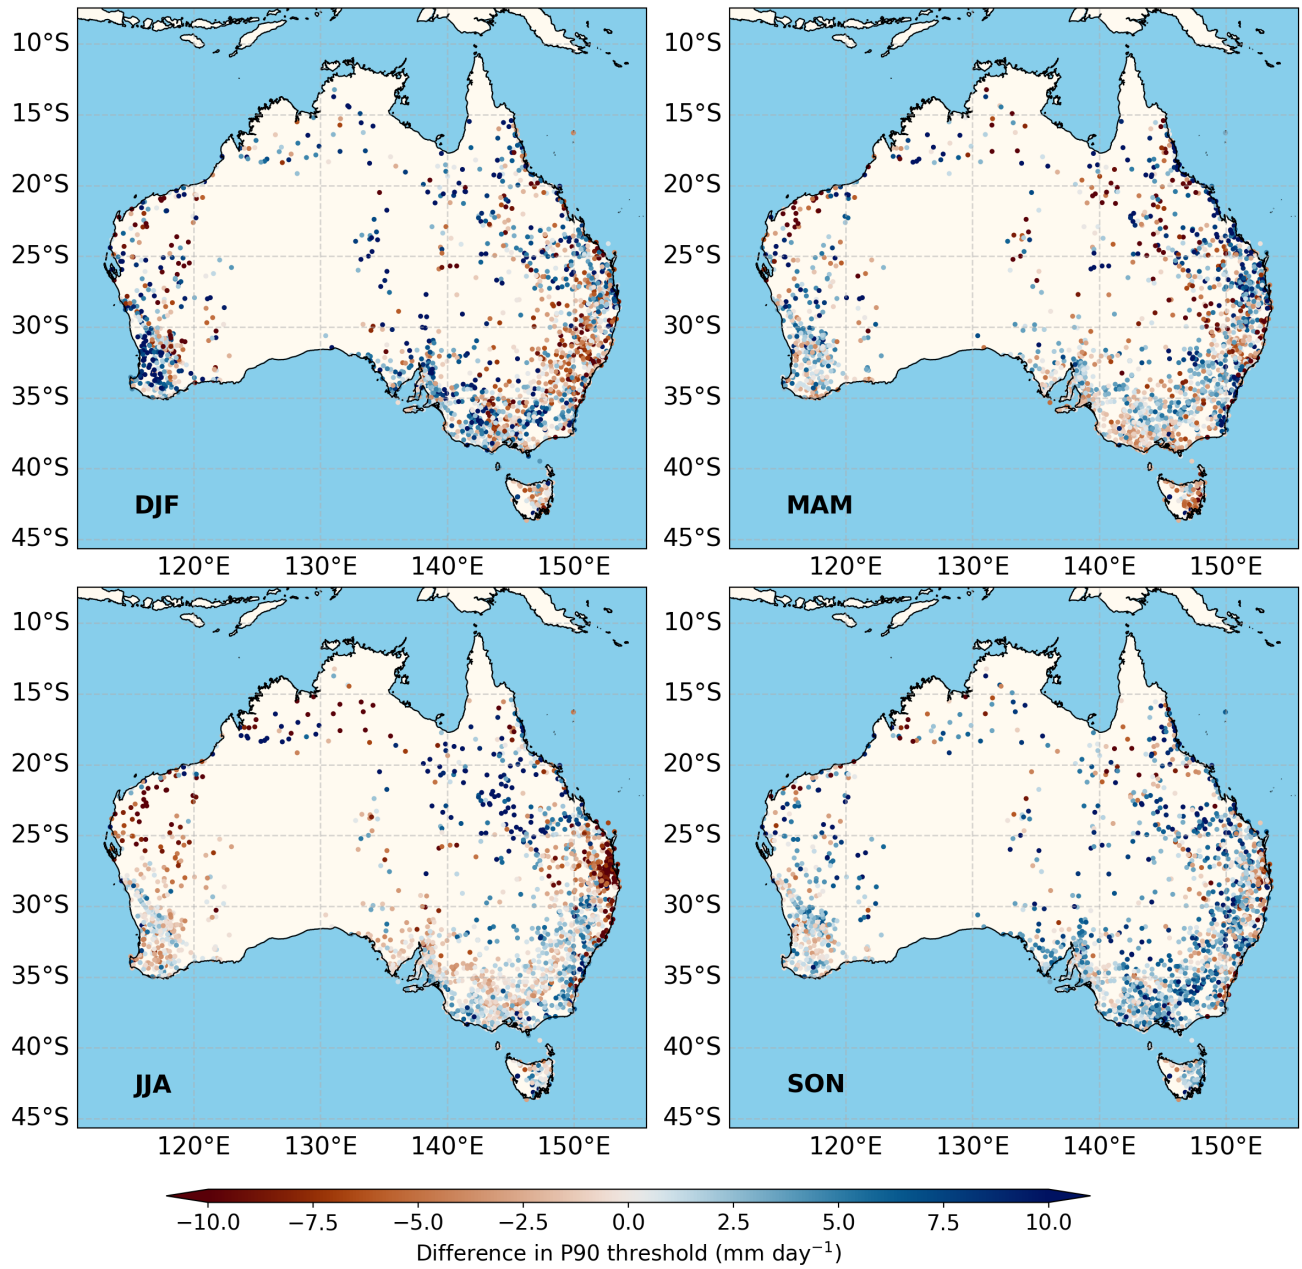 10°S
15°S
20°S
25°S
30°S
35°S
40°S
45°S
DJF
120°E 130°E 140°E 150°E
10°S
15°S
20°S
25°S
30°S
35°S
40°S
45°S
MAM
120°E 130°E 140°E 150°E
10°S
15°S
20°S
25°S
30°S
35°S
40°S
45°S
JJA
120°E 130°E 140°E 150°E
10°S
15°S
20°S
25°S
30°S
35°S
40°S
45°S
SON
120°E 130°E 140°E 150°E
−10.0 −7.5 −5.0 −2.5 0.0 2.5 5.0 7.5 10.0
Difference in P90 threshold (mm day⁻¹)